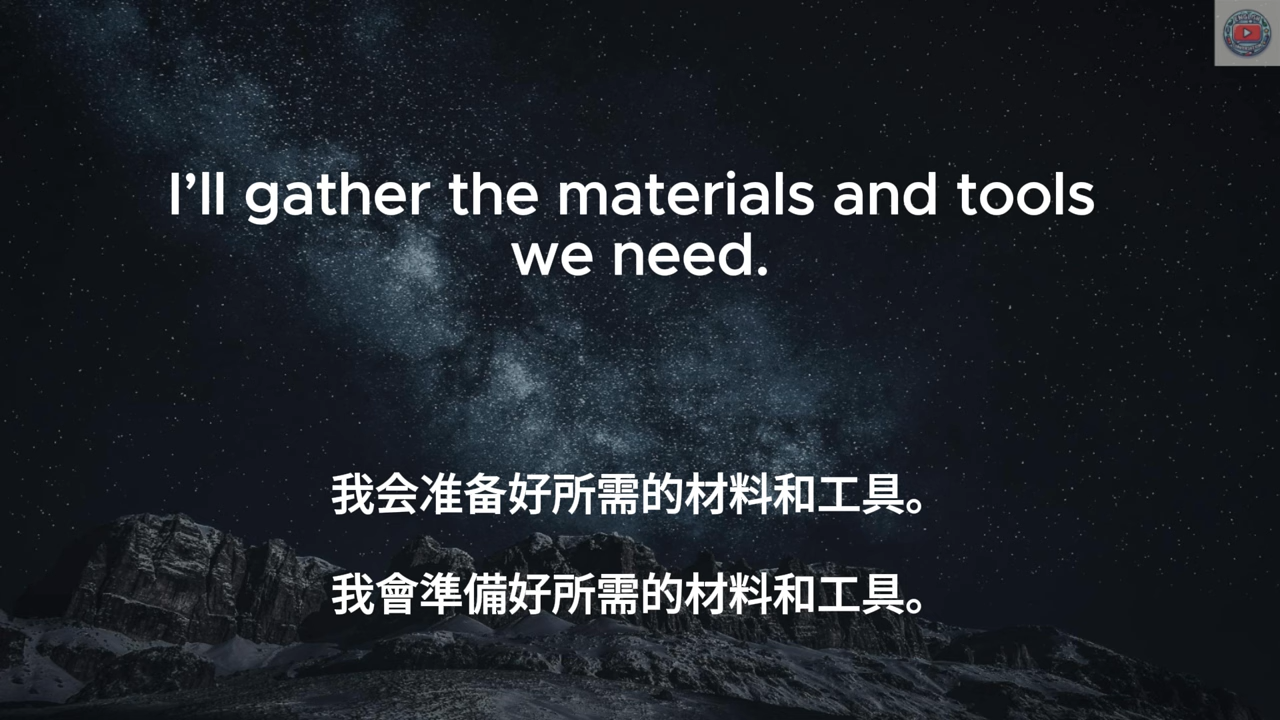 I’ll gather the materials and tools
we need.
我会准备好所需的材料和工具。
我會準備好所需的材料和工具。